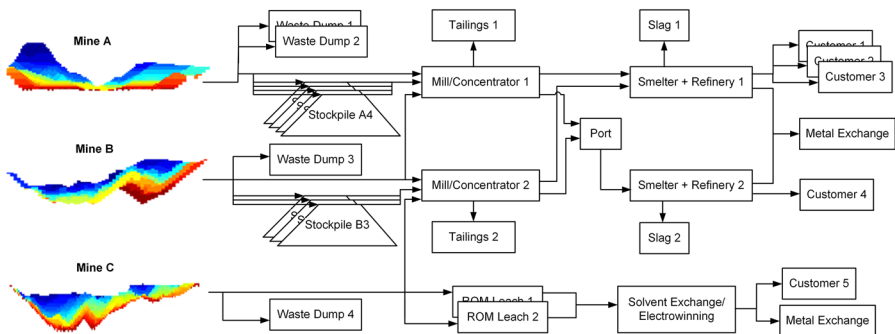 Mine A
Waste Dump 1
Waste Dump 2
Stockpile A4
Tailings 1
Mill/Concentrator 1
Slag 1
Smelter + Refinery 1
Customer 1
Customer 2
Customer 3
Mine B
Waste Dump 3
Stockpile B3
Mill/Concentrator 2
Tailings 2
Port
Metal Exchange
Smelter + Refinery 2
Customer 4
Slag 2
Mine C
Waste Dump 4
ROM Leach 1
ROM Leach 2
Solvent Exchange/
Electrowinning
Customer 5
Metal Exchange